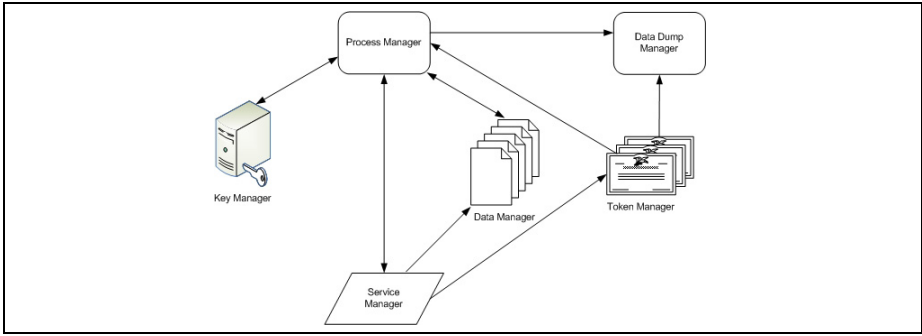 Process Manager
Data Dump
Manager
Key Manager
Data Manager
Token Manager
Service
Manager